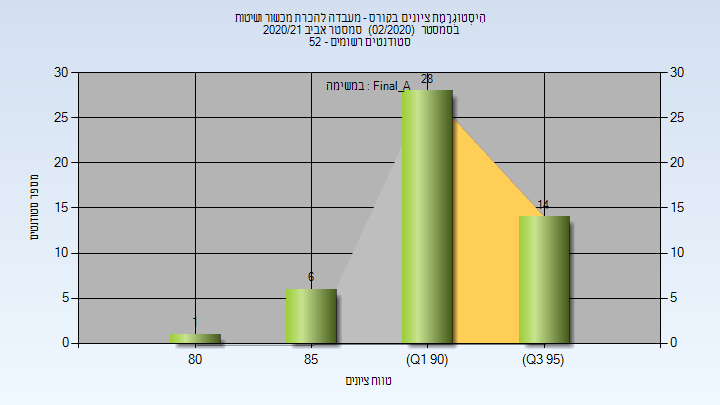 היסטוגרמת ציונים בקורס - מעבדה להכרת מכשור ושיטות
בסמסטר (02/2020) סמסטר אביב 2020/21
סטודנטים רשומים - 52
במשימה : Final_A
30 30
25 25
20 20
15 15
10 10
5 5
0 0
1 6 28 14
מספר סטודנטים
80 85 (Q1 90) (Q3 95)
טווח ציונים